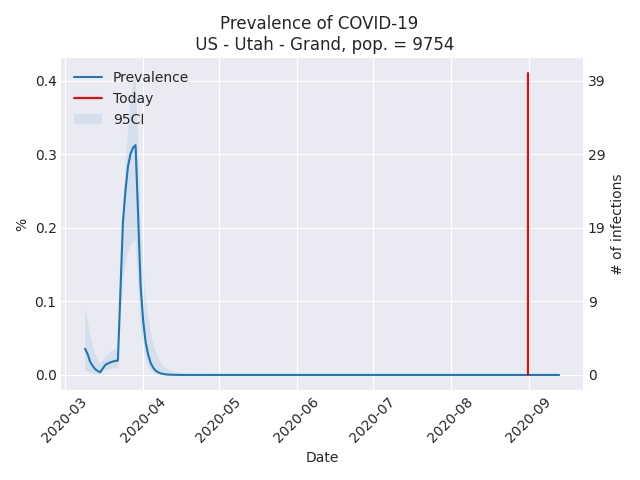 Prevalence of COVID-19
US - Utah - Grand, pop. = 9754
Prevalence
Today
95CI
0.4
0.3
0.2
0.1
0.0
%
39
29
19
9
0
# of infections
2020-03
2020-04
2020-05
2020-06
2020-07
2020-08
2020-09
Date